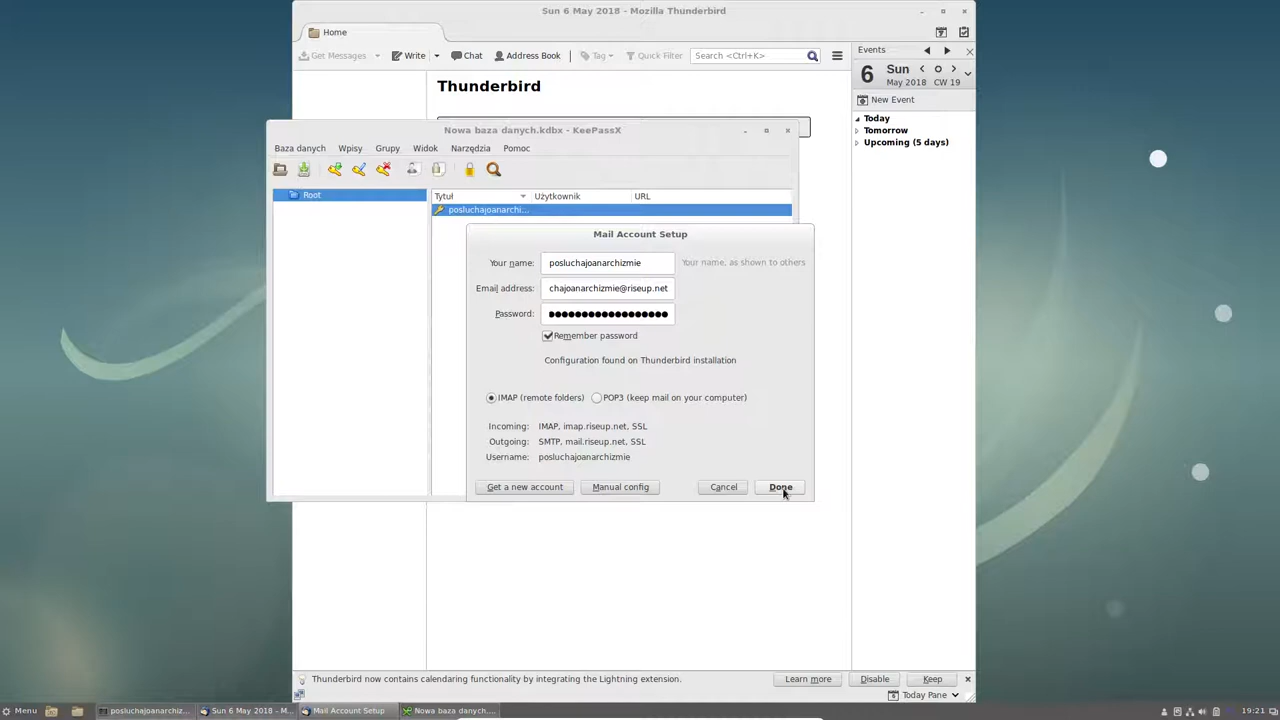 Sun 6 May 2018 - Mozilla Thunderbird
Home
Get Messages Write Chat Address Book Tag Quick Filter Search <Ctrl+K>
Events
6 Sun
May 2018 CW 19
New Event
Today
Tomorrow
Upcoming (5 days)
Thunderbird
Nowa baza danych.kdbx - KeePassX
Baza danych Wpisy Grupy Widok Narzędzia Pomoc
Root
Tytuł Użytkownik URL
posluchajoanarchi...
Mail Account Setup
Your name: posluchajoanarchizmie Your name, as shown to others
Email address: chajoanarchizmie@riseup.net
Password:
Remember password
Configuration found on Thunderbird installation
IMAP (remote folders) POP3 (keep mail on your computer)
Incoming: IMAP, imap.riseup.net, SSL
Outgoing: SMTP, mail.riseup.net, SSL
Username: posluchajoanarchizmie
Get a new account Manual config Cancel Done
Thunderbird now contains calendaring functionality by integrating the Lightning extension. Learn more Disable Keep
Today Pane
Menu posluchajoanarchizmi... Sun 6 May 2018 - M... Mail Account Setup Nowa baza danych.... 19:21